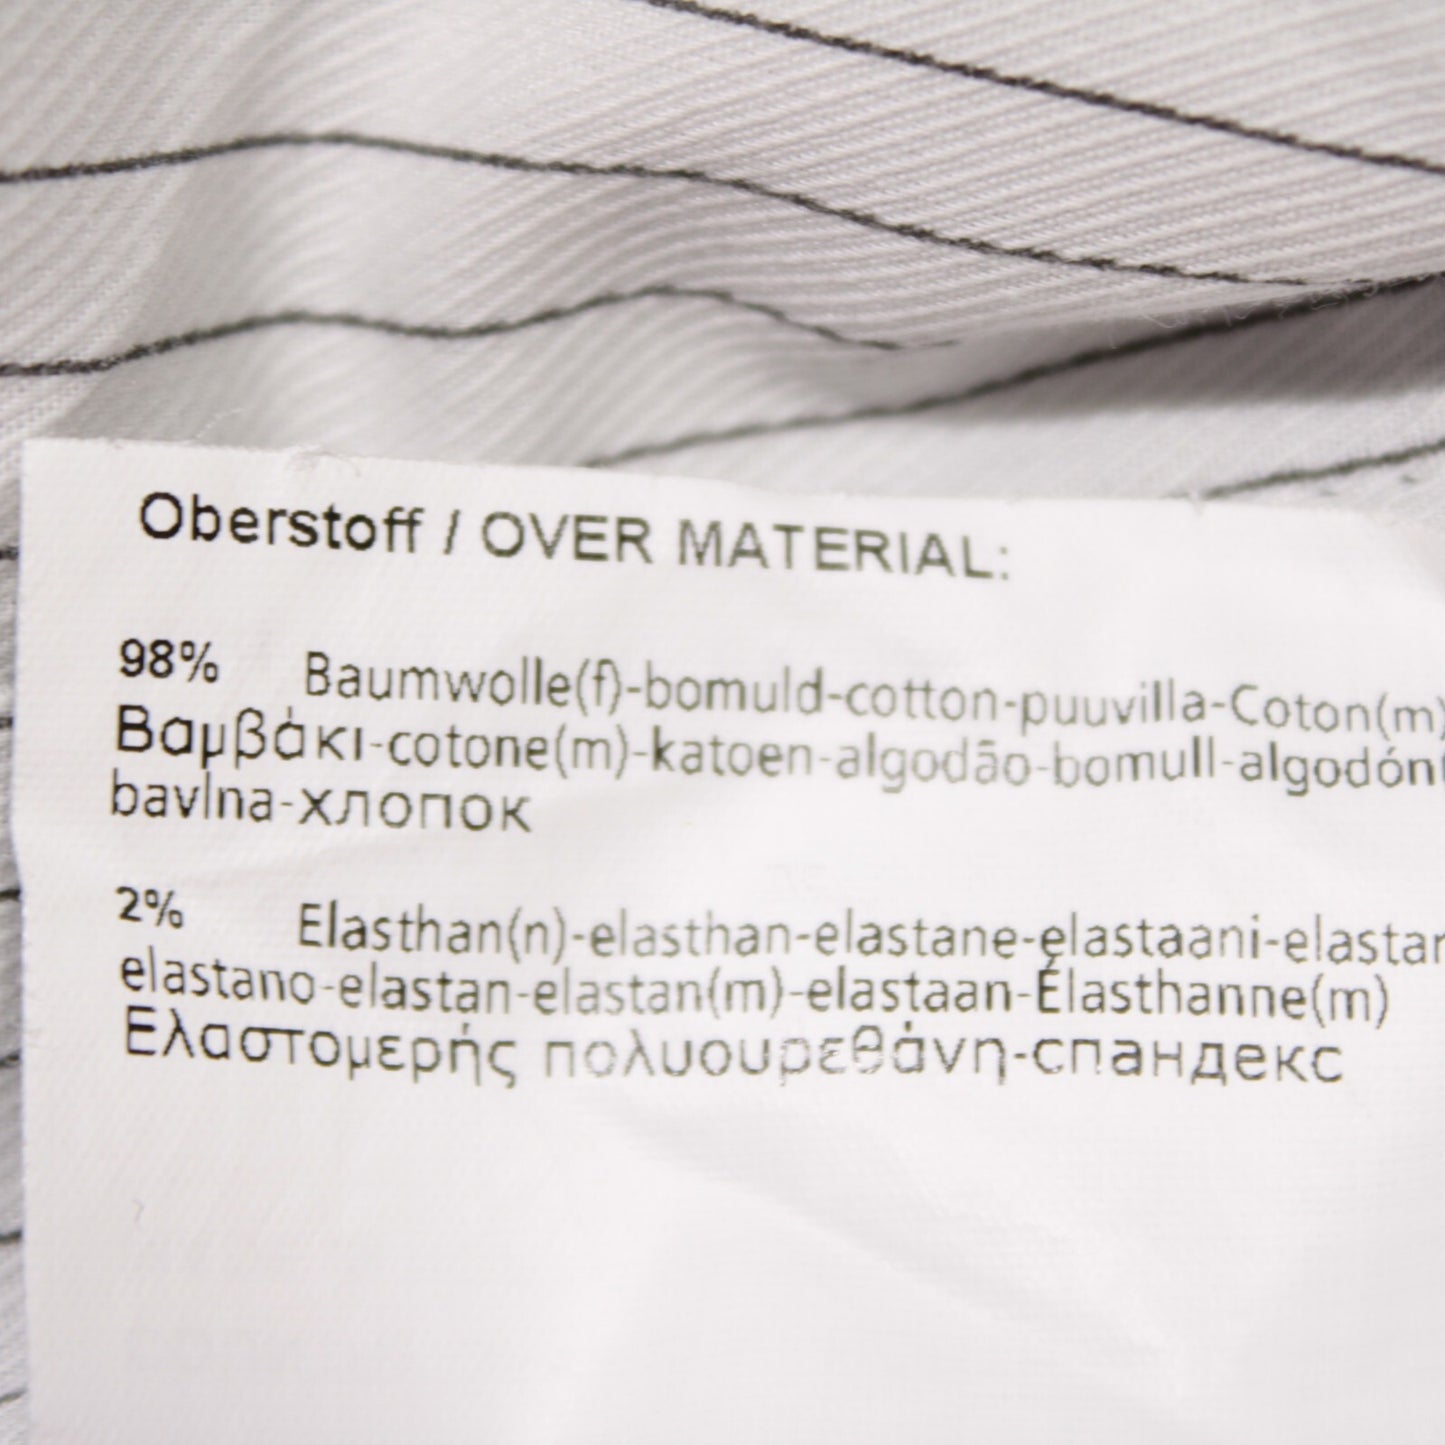 Oberstoff / OVER MATERIAL:
98% Baumwolle(f)-bomuld-cotton-puuvilla-Coton(m)
Βαμβάκι-cotone(m)-katoen-algodão-bomull-algodón
bavlna-хлопок
2% Elasthan(n)-elasthan-elastane-elastaani-elastan
elastano-elastan-elastan(m)-elastaan-Élasthanne(m)
Ελαστομερής πολυουρεθάνη-спандекс